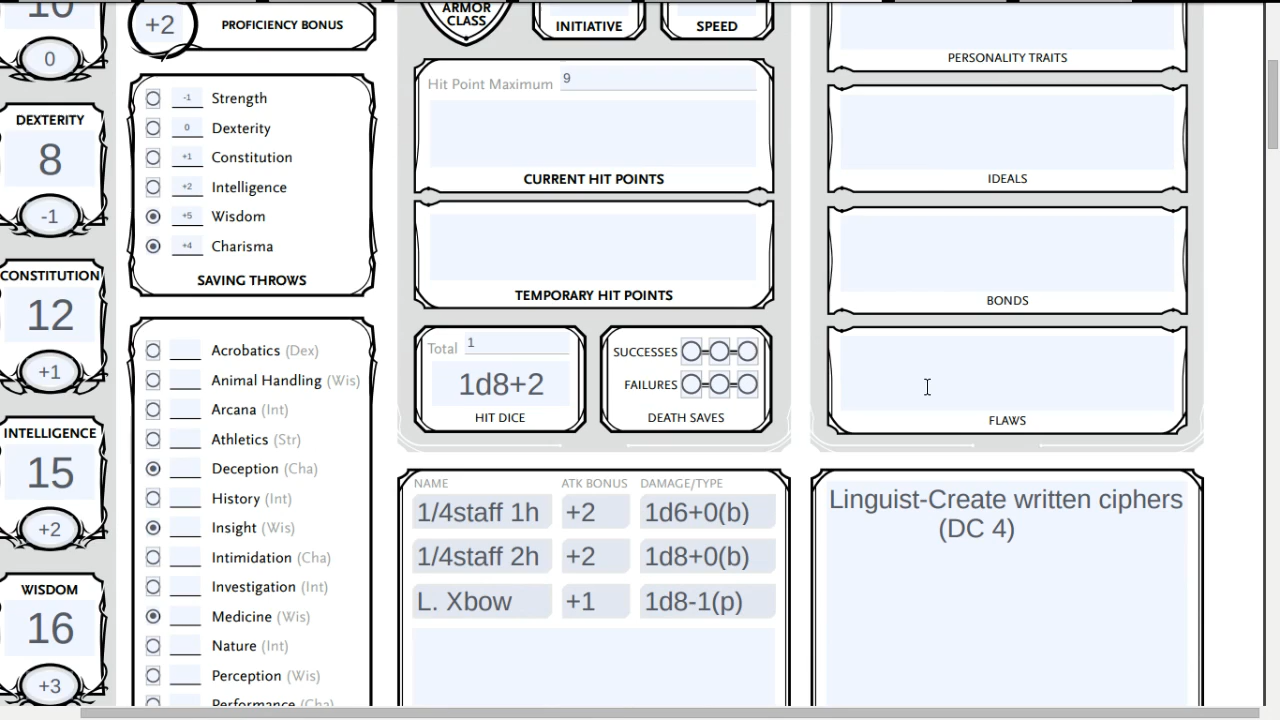 10
0
DEXTERITY
8
-1
CONSTITUTION
12
+1
INTELLIGENCE
15
+2
WISDOM
16
+3
+2 PROFICIENCY BONUS
-1 Strength
0 Dexterity
+1 Constitution
+2 Intelligence
+5 Wisdom
+4 Charisma
SAVING THROWS
Acrobatics (Dex)
Animal Handling (Wis)
Arcana (Int)
Athletics (Str)
Deception (Cha)
History (Int)
Insight (Wis)
Intimidation (Cha)
Investigation (Int)
Medicine (Wis)
Nature (Int)
Perception (Wis)
Performance (Cha)
ARMOR
CLASS
INITIATIVE
SPEED
Hit Point Maximum 9
CURRENT HIT POINTS
TEMPORARY HIT POINTS
Total 1
1d8+2
HIT DICE
SUCCESSES
FAILURES
DEATH SAVES
NAME ATK BONUS DAMAGE/TYPE
1/4staff 1h +2 1d6+0(b)
1/4staff 2h +2 1d8+0(b)
L. Xbow +1 1d8-1(p)
PERSONALITY TRAITS
IDEALS
BONDS
FLAWS
Linguist-Create written ciphers
(DC 4)